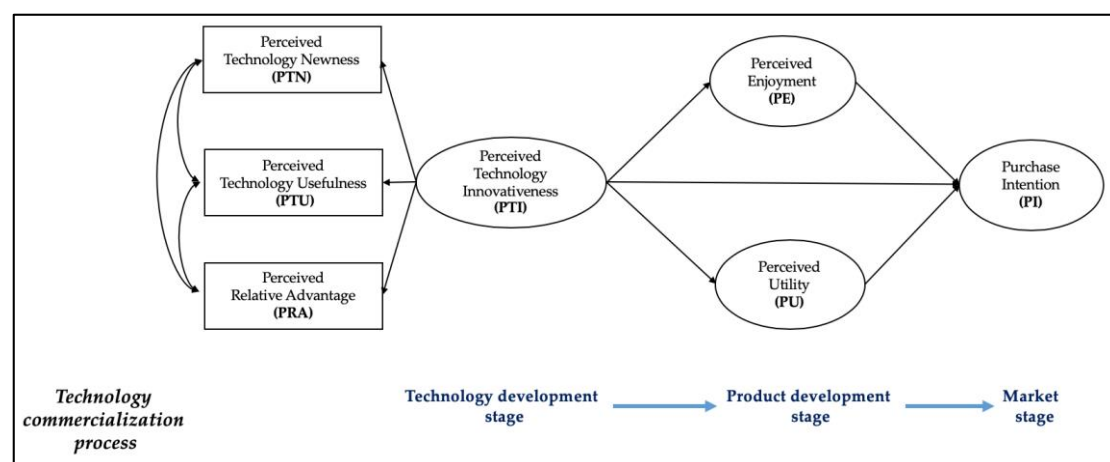 Perceived
Technology Newness
(PTN)
Perceived
Technology Usefulness
(PTU)
Perceived
Relative Advantage
(PRA)
Perceived
Technology
Innovativeness
(PTI)
Perceived
Enjoyment
(PE)
Perceived
Utility
(PU)
Purchase
Intention
(PI)
Technology
commercialization
process
Technology development
stage
Product development
stage
Market
stage